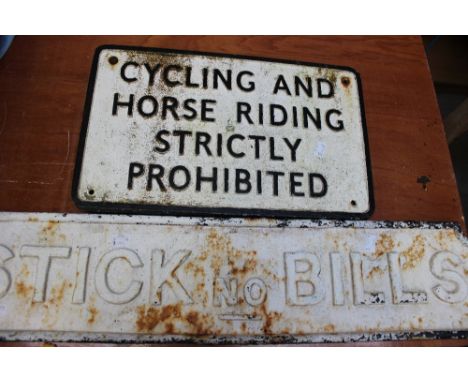 CYCLING AND
HORSE RIDING
STRICTLY
PROHIBITED
STICK NO BILLS